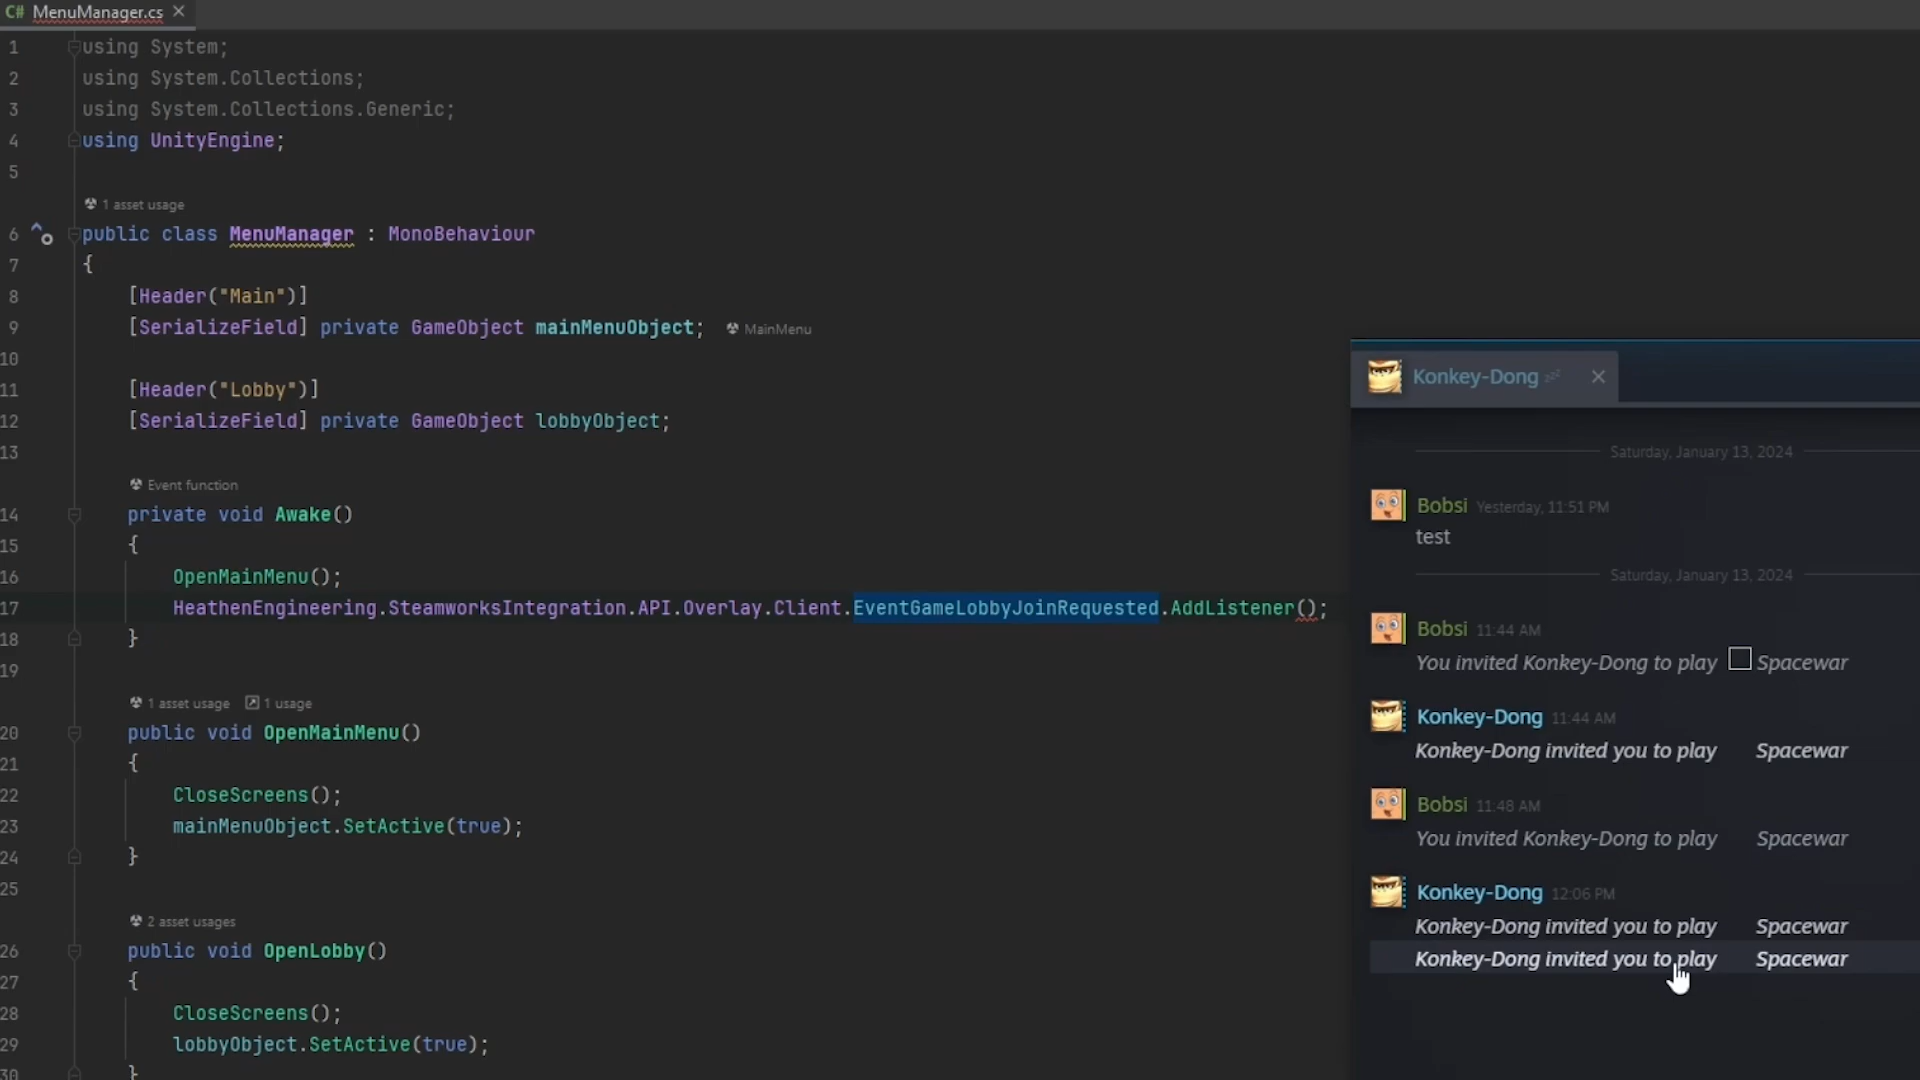 C# MenuManager.cs
1 using System;
2 using System.Collections;
3 using System.Collections.Generic;
4 using UnityEngine;
5
1 asset usage
6 public class MenuManager : MonoBehaviour
7 {
8 [Header("Main")]
9 [SerializeField] private GameObject mainMenuObject; MainMenu
10
11 [Header("Lobby")]
12 [SerializeField] private GameObject lobbyObject;
13
Event function
14 private void Awake()
15 {
16 OpenMainMenu();
17 HeathenEngineering.SteamworksIntegration.API.Overlay.Client.EventGameLobbyJoinRequested.AddListener();
18 }
19
1 asset usage 1 usage
20 public void OpenMainMenu()
21 {
22 CloseScreens();
23 mainMenuObject.SetActive(true);
24 }
25
2 asset usages
26 public void OpenLobby()
27 {
28 CloseScreens();
29 lobbyObject.SetActive(true);
30 }
Konkey-Dong zzz
Saturday, January 13, 2024
Bobsi Yesterday, 11:51 PM
test
Saturday, January 13, 2024
Bobsi 11:44 AM
You invited Konkey-Dong to play Spacewar
Konkey-Dong 11:44 AM
Konkey-Dong invited you to play Spacewar
Bobsi 11:48 AM
You invited Konkey-Dong to play Spacewar
Konkey-Dong 12:06 PM
Konkey-Dong invited you to play Spacewar
Konkey-Dong invited you to play Spacewar